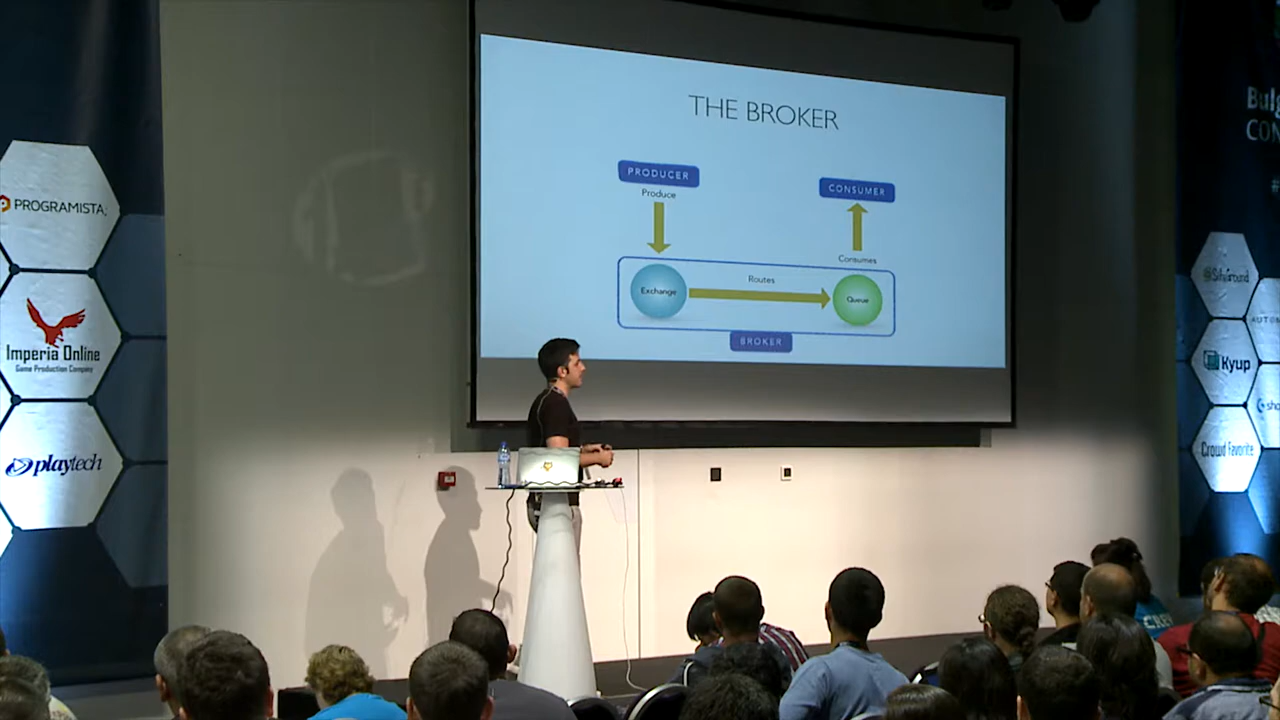 THE BROKER
PRODUCER
Produce
CONSUMER
Consumes
Exchange
Routes
Queue
BROKER
PROGRAMISTA
Imperia Online
Game Production Company
playtech
Kyup
Crowd Favorite